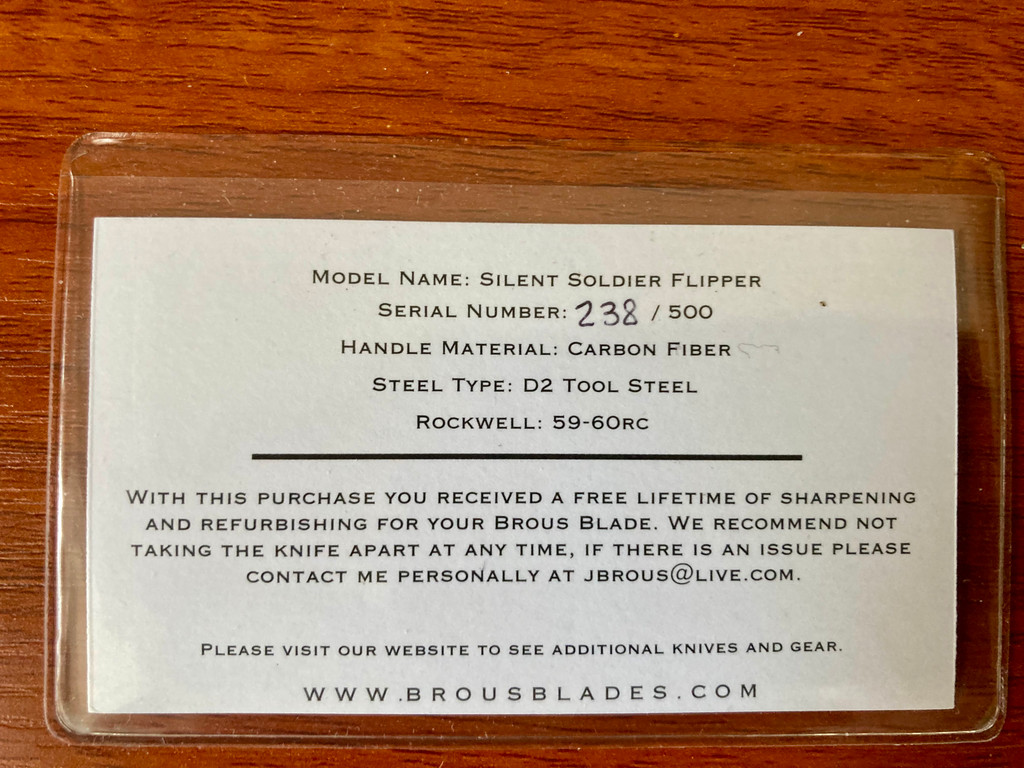 Model Name: Silent Soldier Flipper
Serial Number: 238 / 500
Handle Material: Carbon Fiber
Steel Type: D2 Tool Steel
Rockwell: 59-60rc
With this purchase you received a free lifetime of sharpening
and refurbishing for your Brous Blade. We recommend not
taking the knife apart at any time, if there is an issue please
contact me personally at jbrous@live.com.
Please visit our website to see additional knives and gear.
www.brousblades.com